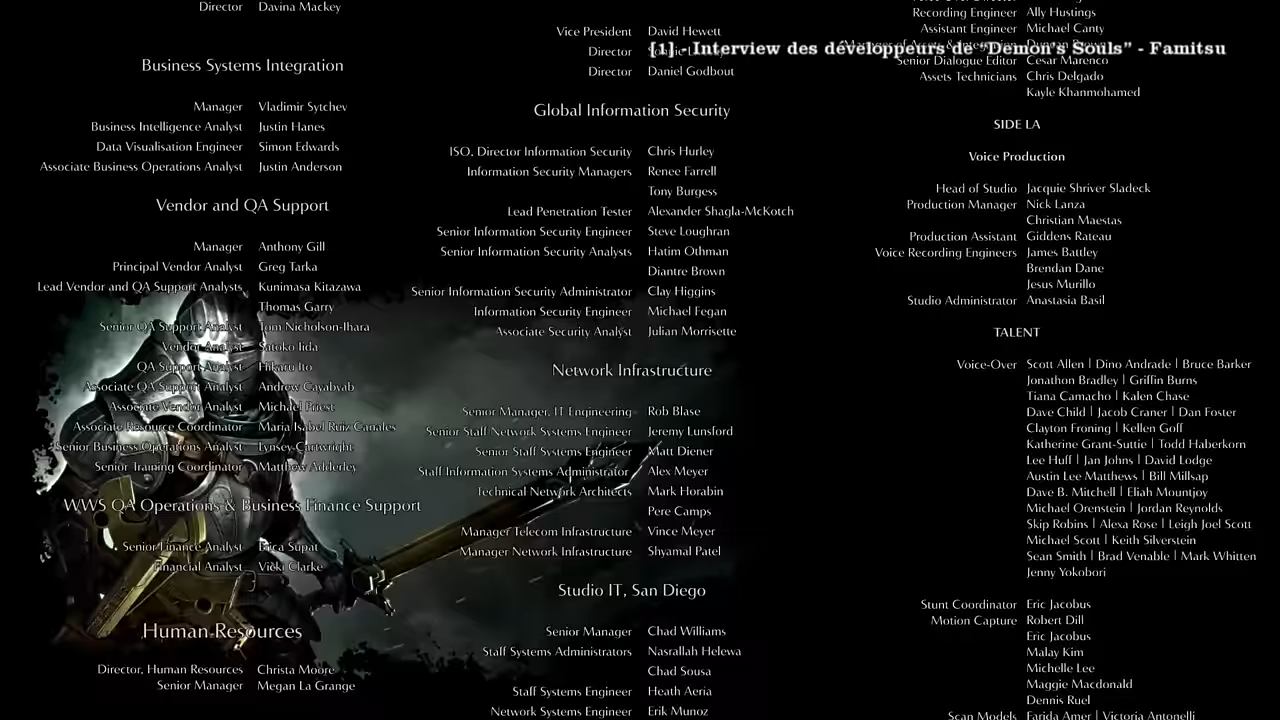 Director Davina Mackey
Business Systems Integration
Manager Vladimir Sytchev
Business Intelligence Analyst Justin Hanes
Data Visualisation Engineer Simon Edwards
Associate Business Operations Analyst Justin Anderson
Vendor and QA Support
Manager Anthony Gill
Principal Vendor Analyst Greg Tarka
Lead Vendor and QA Support Analysts Kunimasa Kitazawa
Thomas Garry
Senior QA Support Analyst Tom Nicholson-Ihara
Vendor Analyst Satoko Iida
QA Support Analyst Hikaru Ito
Associate QA Support Analyst Andrew Cayabyab
Associate Vendor Analyst Michael Priest
Associate Resource Coordinator Maria Isabel Ruiz Canales
Senior Business Operations Analyst Lynsey Cartwright
Senior Training Coordinator Matthew Adderley
WWS QA Operations & Business Finance Support
Senior Finance Analyst Erica Supat
Financial Analyst Vicki Clarke
Human Resources
Director, Human Resources Christa Moore
Senior Manager Megan La Grange
Vice President David Hewett
Director
Director Daniel Godbout
Global Information Security
ISO, Director Information Security Chris Hurley
Information Security Managers Renee Farrell
Tony Burgess
Lead Penetration Tester Alexander Shagla-McKotch
Senior Information Security Engineer Steve Loughran
Senior Information Security Analysts Hatim Othman
Diantre Brown
Senior Information Security Administrator Clay Higgins
Information Security Engineer Michael Fegan
Associate Security Analyst Julian Morrisette
Network Infrastructure
Senior Manager, IT Engineering Rob Blase
Senior Staff Network Systems Engineer Jeremy Lunsford
Senior Staff Systems Engineer Matt Diener
Staff Information Systems Administrator Alex Meyer
Technical Network Architects Mark Horabin
Pere Camps
Manager Telecom Infrastructure Vince Meyer
Manager Network Infrastructure Shyamal Patel
Studio IT, San Diego
Senior Manager Chad Williams
Staff Systems Administrators Nasrallah Helewa
Chad Sousa
Staff Systems Engineer Heath Aeria
Network Systems Engineer Erik Munoz
Recording Engineer Ally Hustings
Assistant Engineer Michael Canty
[1] - Interview des développeurs de "Demon's Souls" - Famitsu
Senior Dialogue Editor Cesar Marenco
Assets Technicians Chris Delgado
Kayle Khanmohamed
SIDE LA
Voice Production
Head of Studio Jacquie Shriver Sladeck
Production Manager Nick Lanza
Christian Maestas
Production Assistant Giddens Rateau
Voice Recording Engineers James Battley
Brendan Dane
Jesus Murillo
Studio Administrator Anastasia Basil
TALENT
Voice-Over Scott Allen | Dino Andrade | Bruce Barker
Jonathon Bradley | Griffin Burns
Tiana Camacho | Kalen Chase
Dave Child | Jacob Craner | Dan Foster
Clayton Froning | Kellen Goff
Katherine Grant-Suttie | Todd Haberkorn
Lee Huff | Jan Johns | David Lodge
Austin Lee Matthews | Bill Millsap
Dave B. Mitchell | Eliah Mountjoy
Michael Orenstein | Jordan Reynolds
Skip Robins | Alexa Rose | Leigh Joel Scott
Michael Scott | Keith Silverstein
Sean Smith | Brad Venable | Mark Whitten
Jenny Yokobori
Stunt Coordinator Eric Jacobus
Motion Capture Robert Dill
Eric Jacobus
Malay Kim
Michelle Lee
Maggie Macdonald
Dennis Ruel
Scan Models Farida Amer | Victoria Antonelli